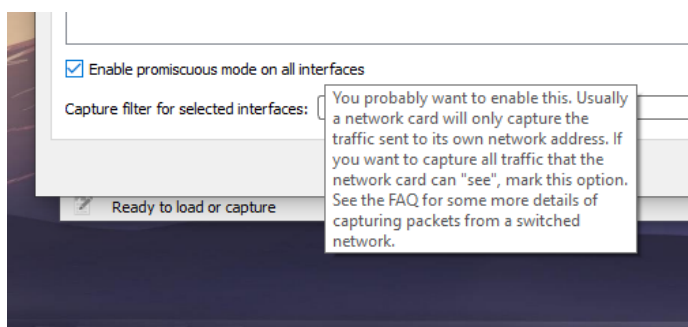 Enable promiscuous mode on all interfaces
Capture filter for selected interfaces:
You probably want to enable this. Usually
a network card will only capture the
traffic sent to its own network address. If
you want to capture all traffic that the
network card can "see", mark this option.
See the FAQ for some more details of
capturing packets from a switched
network.
Ready to load or capture